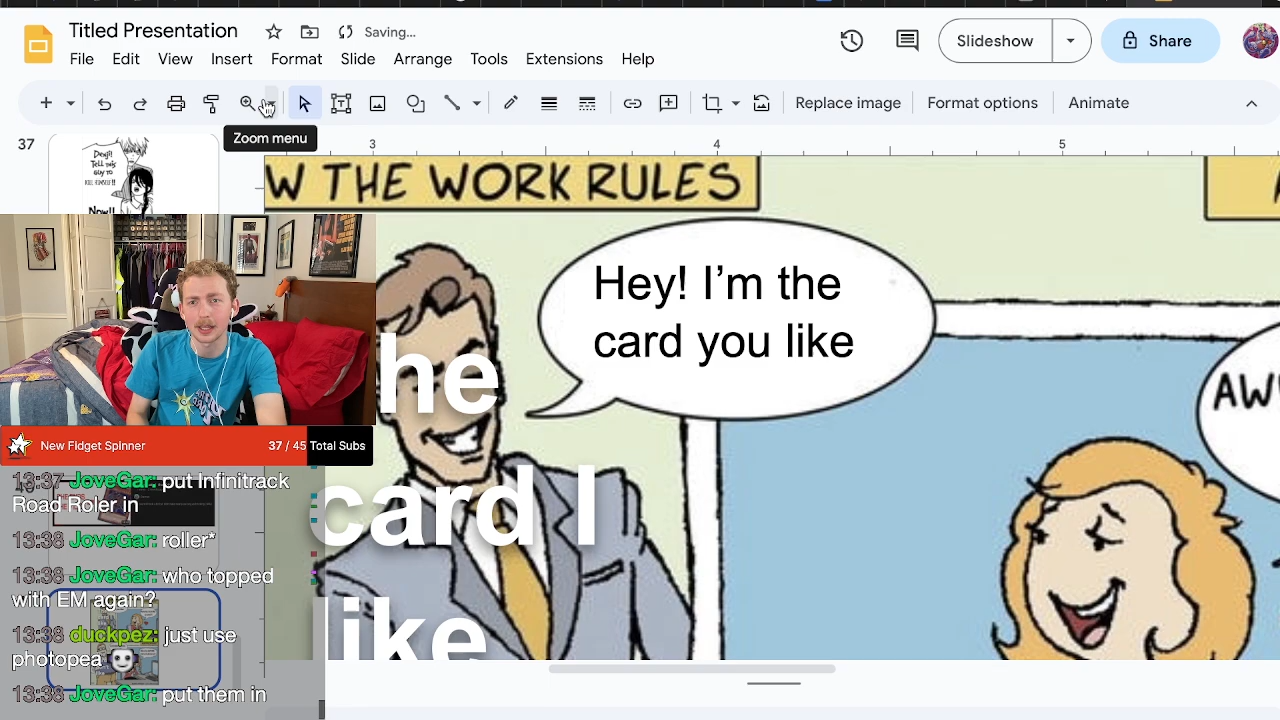 Titled Presentation
Saving…
Slideshow
Share
File Edit View Insert Format Slide Arrange Tools Extensions Help
Replace image
Format options
Animate
Zoom menu
37
3
4
5
Now!!
W THE WORK RULES
Hey! I'm the
card you like
AW
he
card I
like
New Fidget Spinner
37 / 45
Total Subs
13:37 JoveGar: put Infinitrack
Road Roler in
13:38 JoveGar: roller*
13:38 JoveGar: who topped
with EM again?
13:38 duckpez: just use
photopea
13:38 JoveGar: put them in